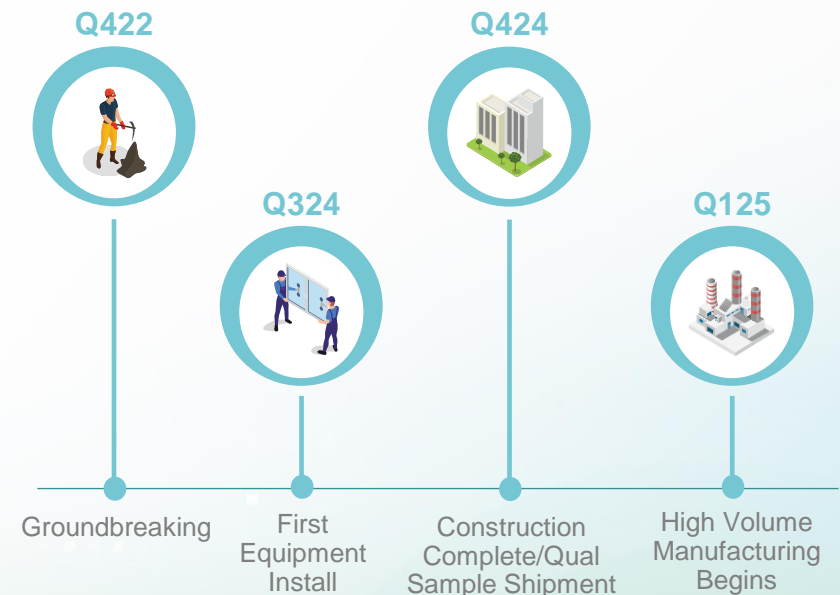 Q422
Q424
Q324
Q125
Groundbreaking
First
Equipment
Install
Construction
Complete/Qual
Sample Shipment
High Volume
Manufacturing
Begins